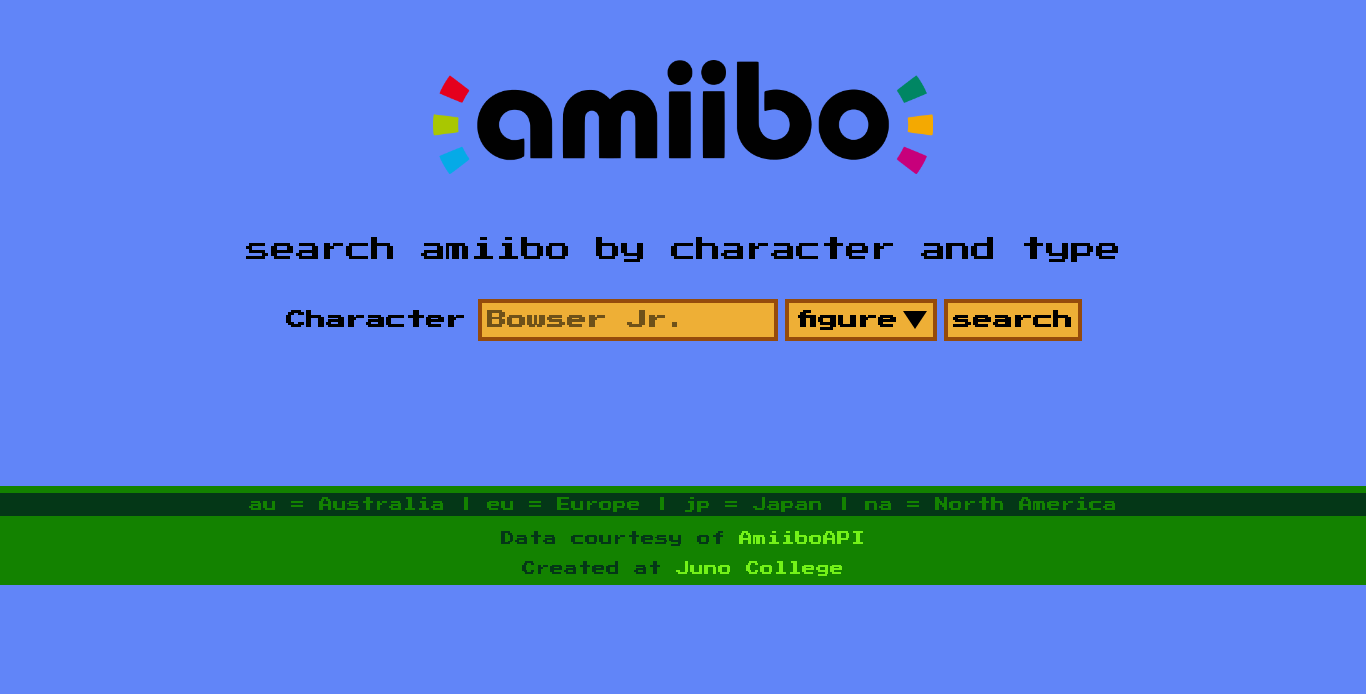 amiibo
search amiibo by character and type
Character Bowser Jr. figure▼ search
au = Australia | eu = Europe | jp = Japan | na = North America
Data courtesy of AmiiboAPI
Created at Juno College